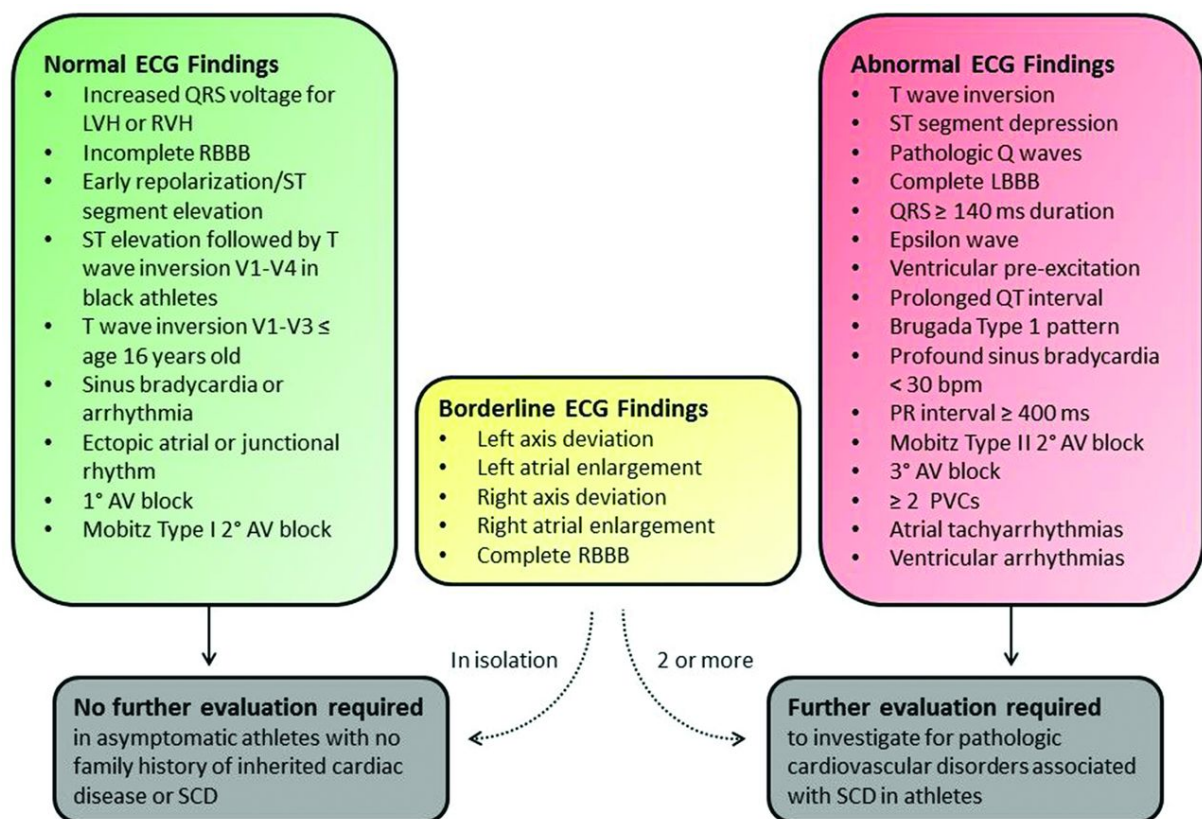 Normal ECG Findings
• Increased QRS voltage for
LVH or RVH
• Incomplete RBBB
• Early repolarization/ST
segment elevation
• ST elevation followed by T
wave inversion V1-V4 in
black athletes
• T wave inversion V1-V3 ≤
age 16 years old
• Sinus bradycardia or
arrhythmia
• Ectopic atrial or junctional
rhythm
• 1° AV block
• Mobitz Type I 2° AV block
Borderline ECG Findings
• Left axis deviation
• Left atrial enlargement
• Right axis deviation
• Right atrial enlargement
• Complete RBBB
Abnormal ECG Findings
• T wave inversion
• ST segment depression
• Pathologic Q waves
• Complete LBBB
• QRS ≥ 140 ms duration
• Epsilon wave
• Ventricular pre-excitation
• Prolonged QT interval
• Brugada Type 1 pattern
• Profound sinus bradycardia
< 30 bpm
• PR interval ≥ 400 ms
• Mobitz Type II 2° AV block
• 3° AV block
• ≥ 2 PVCs
• Atrial tachyarrhythmias
• Ventricular arrhythmias
In isolation
2 or more
No further evaluation required
in asymptomatic athletes with no
family history of inherited cardiac
disease or SCD
Further evaluation required
to investigate for pathologic
cardiovascular disorders associated
with SCD in athletes